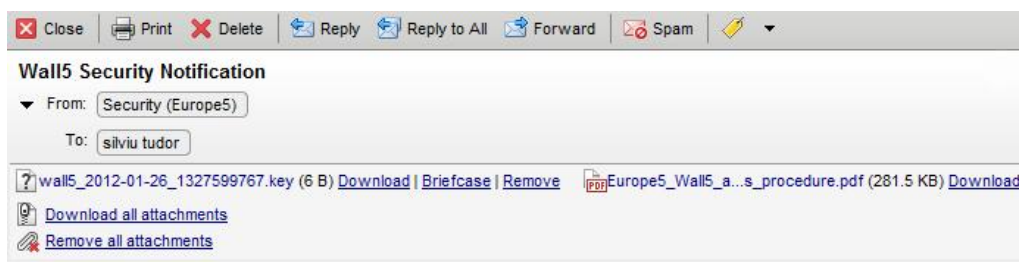 Close Print Delete Reply Reply to All Forward Spam
Wall5 Security Notification
From: Security (Europe5)
To: silviu tudor
wall5_2012-01-26_1327599767.key (6 B) Download | Briefcase | Remove PDF Europe5_Wall5_a...s_procedure.pdf (281.5 KB) Download
Download all attachments
Remove all attachments